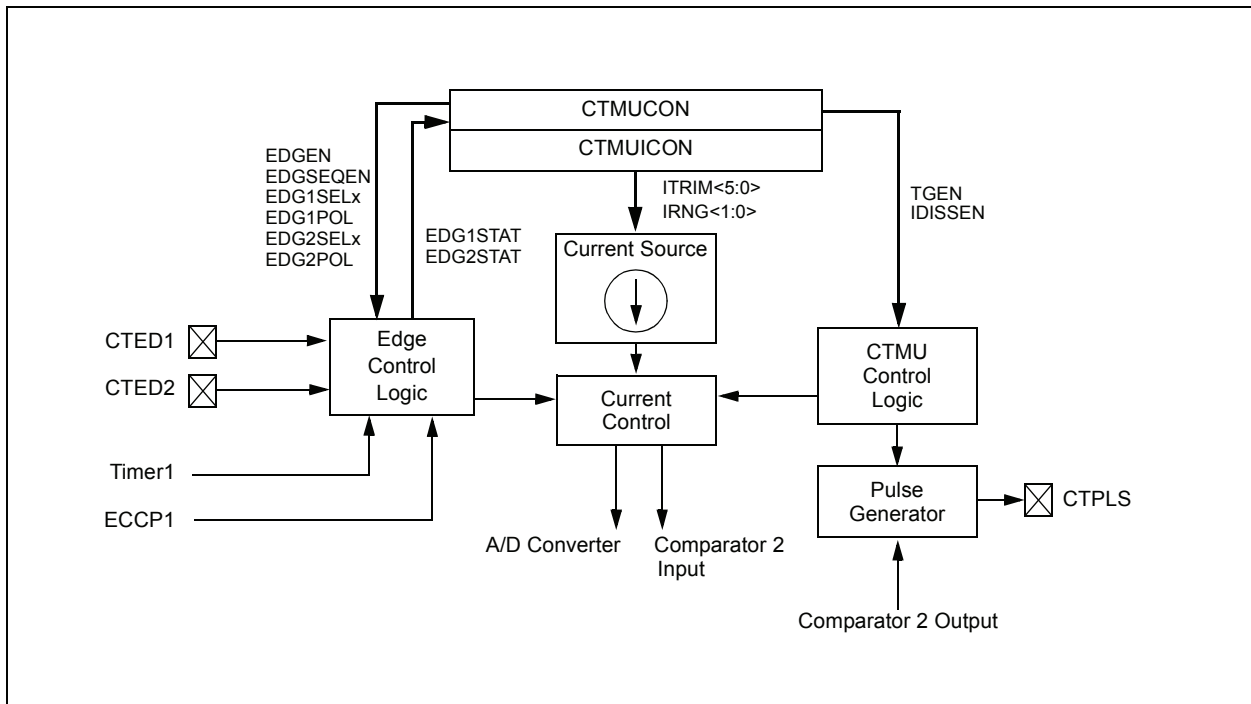 CTMUCON
CTMUICON
EDGEN
EDGSEQEN
EDG1SELx
EDG1POL
EDG2SELx
EDG2POL
EDG1STAT
EDG2STAT
ITRIM<5:0>
IRNG<1:0>
TGEN
IDISSEN
Current Source
CTED1
CTED2
Edge
Control
Logic
Current
Control
CTMU
Control
Logic
Timer1
ECCP1
Pulse
Generator
CTPLS
A/D Converter
Comparator 2
Input
Comparator 2 Output